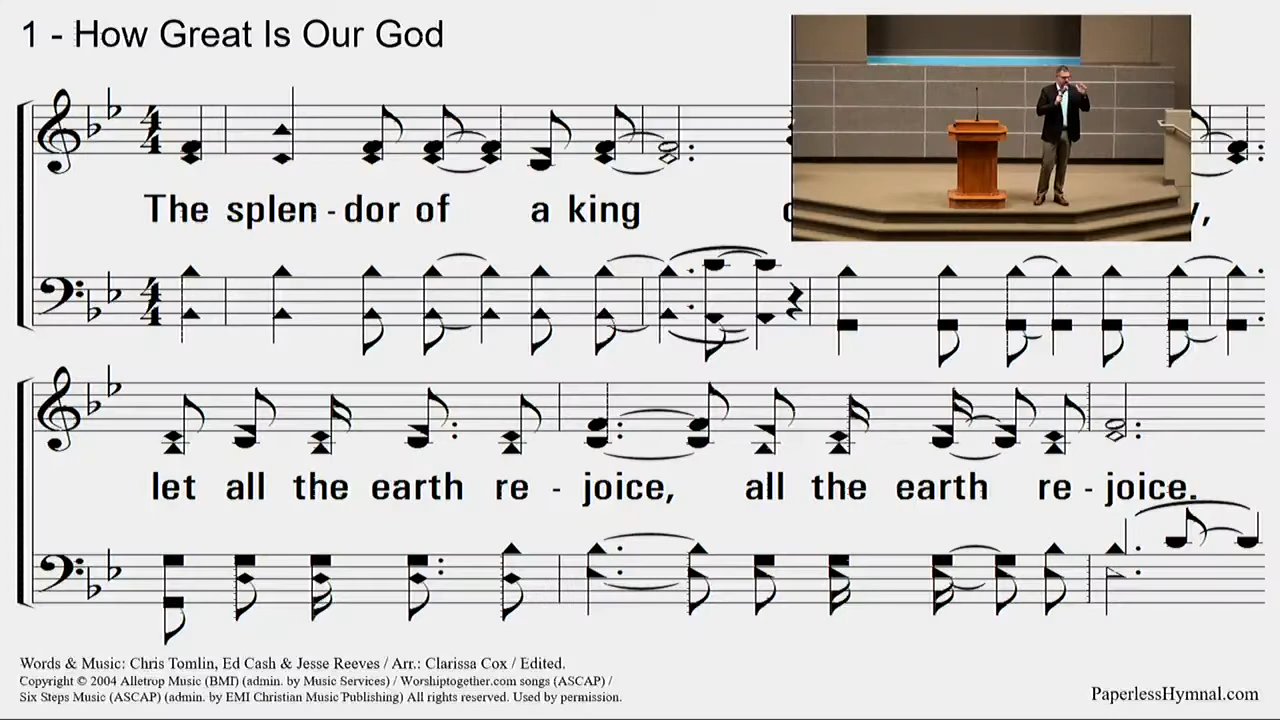 1 - How Great Is Our God
The splen - dor of a king
let all the earth re - joice, all the earth re - joice.
Words & Music: Chris Tomlin, Ed Cash & Jesse Reeves / Arr.: Clarissa Cox / Edited.
Copyright © 2004 Alletrop Music (BMI) (admin. by Music Services) / Worshiptogether.com songs (ASCAP) /
Six Steps Music (ASCAP) (admin. by EMI Christian Music Publishing) All rights reserved. Used by permission.
PaperlessHymnal.com